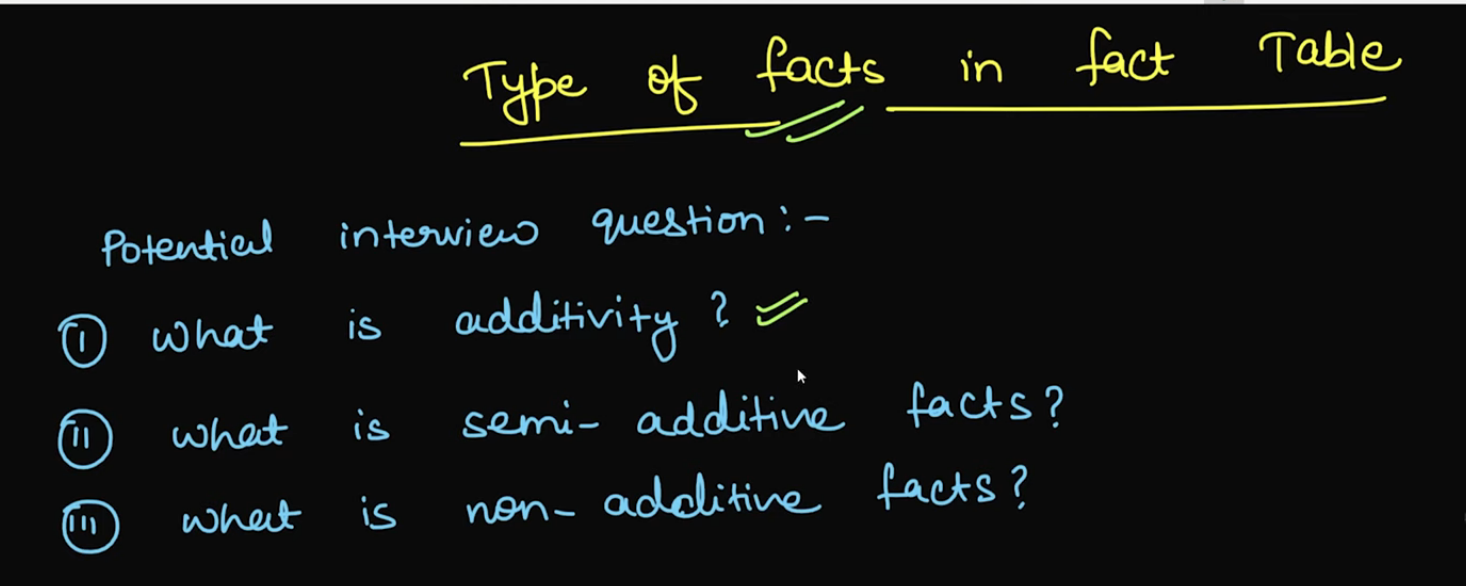 Type of facts in fact Table
Potential interview question :-
I What is additivity ?
II what is semi- additive facts?
III what is non- additive facts?